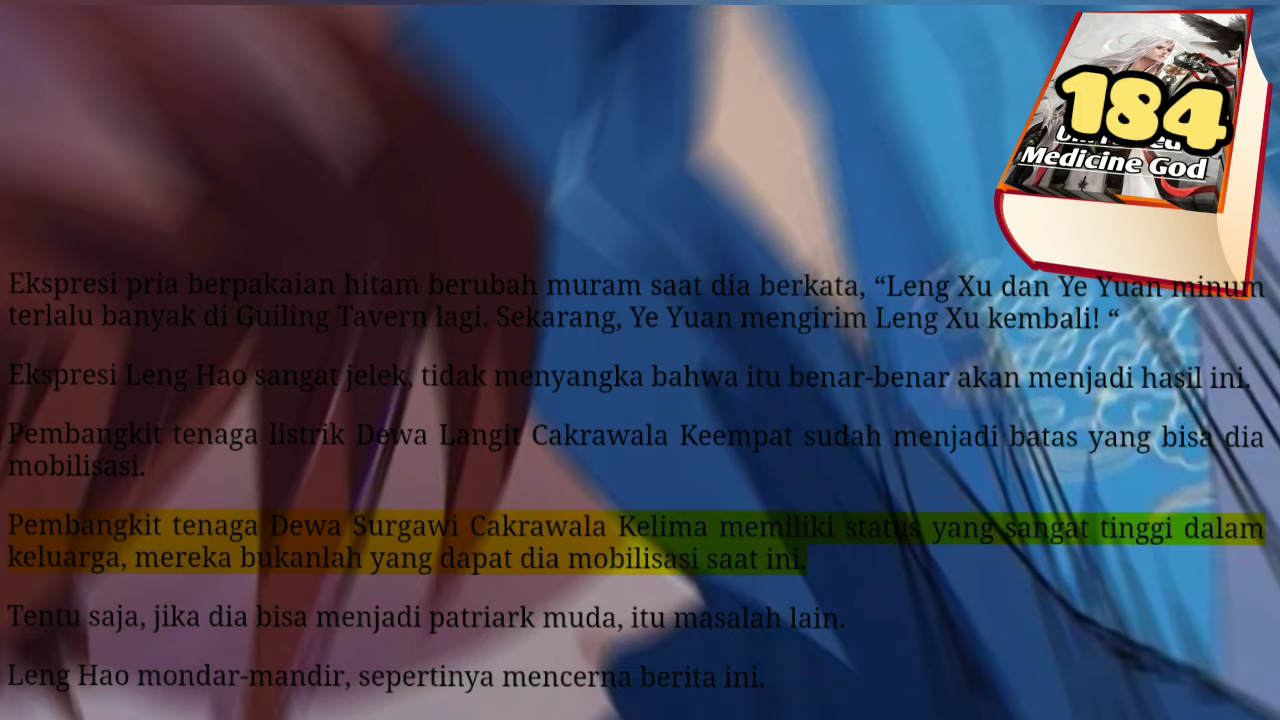 184
Medicine God
Ekspresi pria berpakaian hitam berubah muram saat dia berkata, “Leng Xu dan Ye Yuan minum
terlalu banyak di Guiling Tavern lagi. Sekarang, Ye Yuan mengirim Leng Xu kembali! “
Ekspresi Leng Hao sangat jelek, tidak menyangka bahwa itu benar-benar akan menjadi hasil ini.
Pembangkit tenaga listrik Dewa Langit Cakrawala Keempat sudah menjadi batas yang bisa dia
mobilisasi.
Pembangkit tenaga Dewa Surgawi Cakrawala Kelima memiliki status yang sangat tinggi dalam
keluarga, mereka bukanlah yang dapat dia mobilisasi saat ini.
Tentu saja, jika dia bisa menjadi patriark muda, itu masalah lain.
Leng Hao mondar-mandir, sepertinya mencerna berita ini.